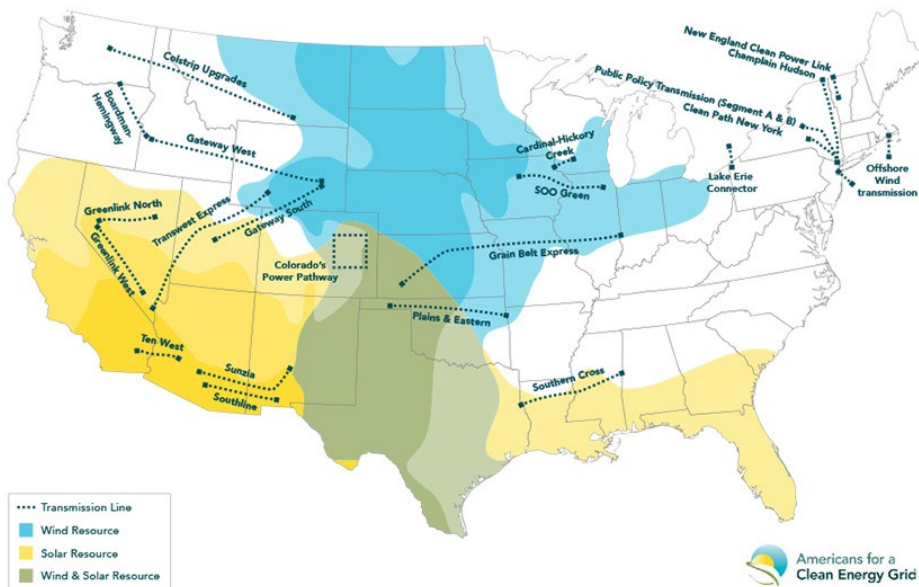 New England Clean Power Link
Champlain Hudson
Public Policy Transmission (Segment A & B)
Clean Path New York
Colstrip Upgrades
Boardman-
Hemingway
Gateway West
Cardinal-Hickory
Creek
SOO Green
Lake Erie
Connector
Offshore
Wind
transmission
Greenlink North
Transwest Express
Gateway South
Greenlink
West
Colorado's
Power Pathway
Grain Belt Express
Plains & Eastern
Ten West
Sunzia
Southline
Southern Cross
Transmission Line
Wind Resource
Solar Resource
Wind & Solar Resource
Americans for a
Clean Energy Grid